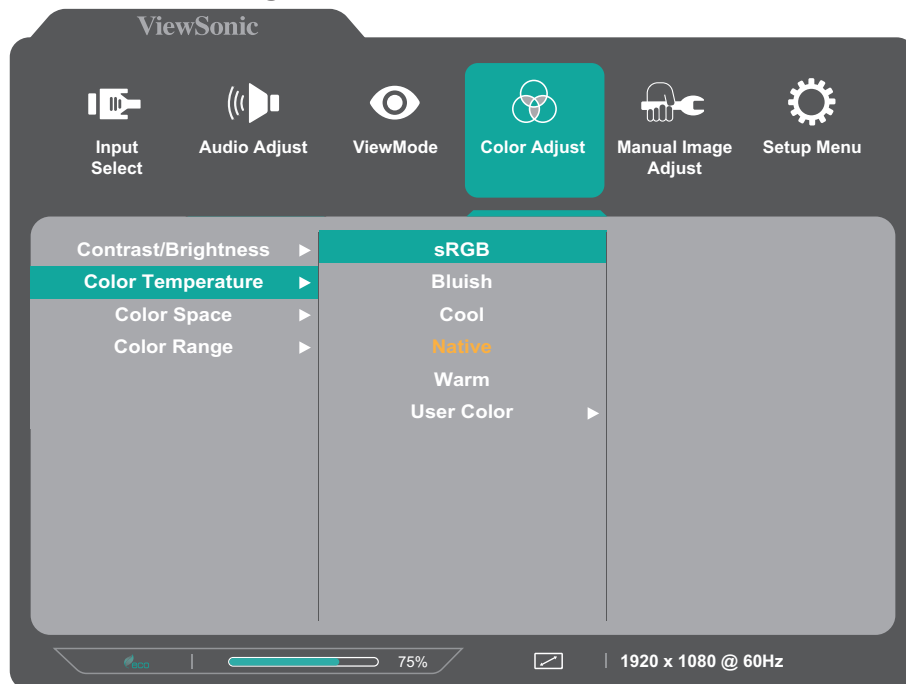 ViewSonic
Input
Select
Audio Adjust
ViewMode
Color Adjust
Manual Image
Adjust
Setup Menu
Contrast/Brightness
Color Temperature
Color Space
Color Range
sRGB
Bluish
Cool
Native
Warm
User Color
eco
75%
1920 x 1080 @ 60Hz